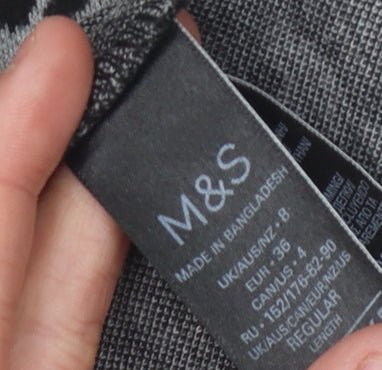 M&S
MADE IN BANGLADESH
UK/AUS/NZ · 8
EUR · 36
CAN/US · 4
RU · 152/176-82-90
UK/AUS/CAN/EUR/NZ/US
REGULAR
LENGTH